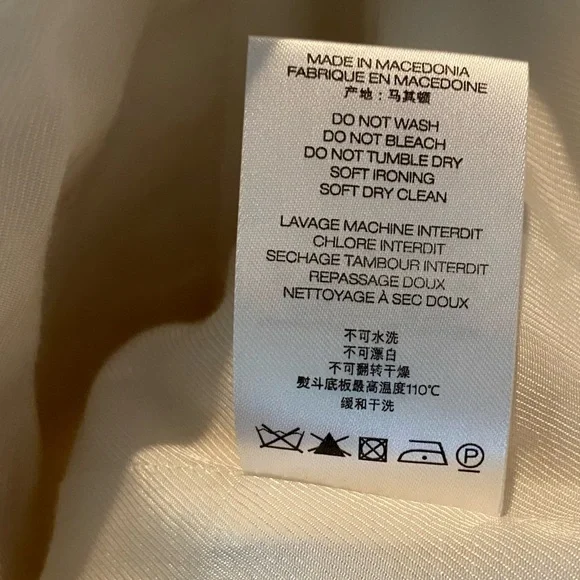 MADE IN MACEDONIA
FABRIQUE EN MACEDOINE
产地：马其顿
DO NOT WASH
DO NOT BLEACH
DO NOT TUMBLE DRY
SOFT IRONING
SOFT DRY CLEAN
LAVAGE MACHINE INTERDIT
CHLORE INTERDIT
SECHAGE TAMBOUR INTERDIT
REPASSAGE DOUX
NETTOYAGE À SEC DOUX
不可水洗
不可漂白
不可翻转干燥
熨斗底板最高温度110℃
缓和干洗
P